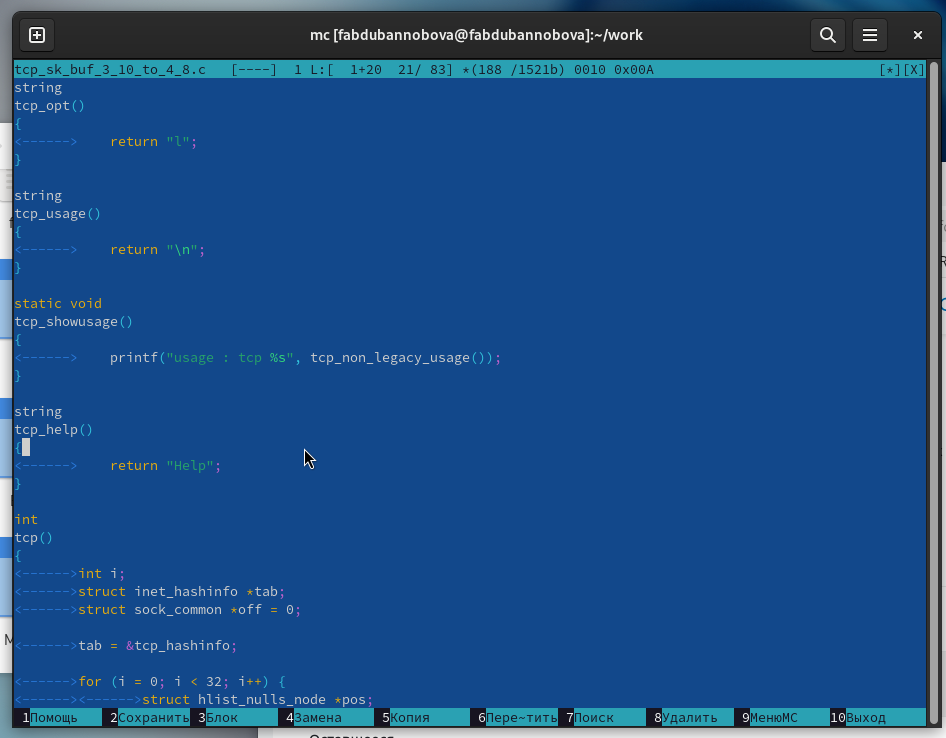 mc [fabdubannobova@fabdubannobova]:~/work
tcp_sk_buf_3_10_to_4_8.c   [----]  1 L:[  1+20  21/ 83] *(188 /1521b) 0010 0x00A [*][X]
string
tcp_opt()
{
<------>    return "l";
}
string
tcp_usage()
{
<------>    return "\n";
}
static void
tcp_showusage()
{
<------>    printf("usage : tcp %s", tcp_non_legacy_usage());
}
string
tcp_help()
{
<------>    return "Help";
}
int
tcp()
{
<------>int i;
<------>struct inet_hashinfo *tab;
<------>struct sock_common *off = 0;
<------>tab = &tcp_hashinfo;
<------>for (i = 0; i < 32; i++) {
<------><------>struct hlist_nulls_node *pos;
1Помощь 2Сохранить 3Блок 4Замена 5Копия 6Пере~тить 7Поиск 8Удалить 9МенюМС 10Выход